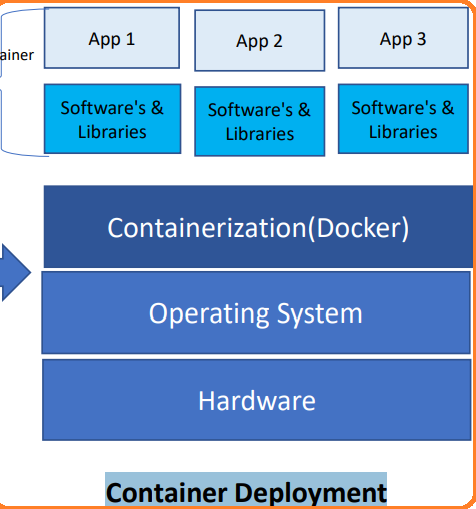 App 1
App 2
App 3
ainer
Software's &
Libraries
Software's &
Libraries
Software's &
Libraries
Containerization(Docker)
Operating System
Hardware
Container Deployment